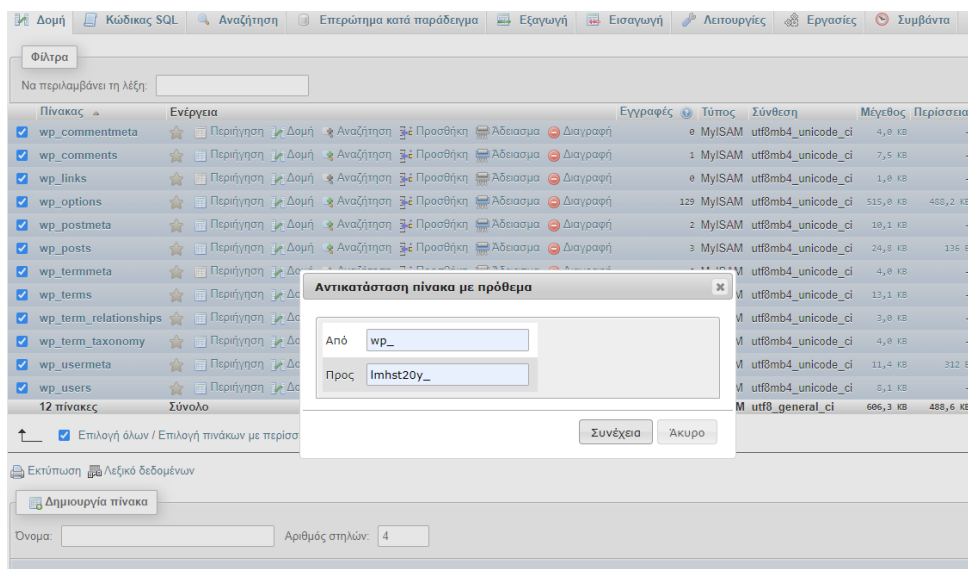 Δομή Κώδικας SQL Αναζήτηση Επερώτημα κατά παράδειγμα Εξαγωγή Εισαγωγή Λειτουργίες Εργασίες Συμβάντα
Φίλτρα
Να περιλαμβάνει τη λέξη:
Πίνακας Ενέργεια Εγγραφές Τύπος Σύνθεση Μέγεθος Περίσσεια
wp_commentmeta Περιήγηση Δομή Αναζήτηση Προσθήκη Άδειασμα Διαγραφή 0 MyISAM utf8mb4_unicode_ci 4,0 KB -
wp_comments Περιήγηση Δομή Αναζήτηση Προσθήκη Άδειασμα Διαγραφή 1 MyISAM utf8mb4_unicode_ci 7,5 KB -
wp_links Περιήγηση Δομή Αναζήτηση Προσθήκη Άδειασμα Διαγραφή 0 MyISAM utf8mb4_unicode_ci 1,0 KB -
wp_options Περιήγηση Δομή Αναζήτηση Προσθήκη Άδειασμα Διαγραφή 129 MyISAM utf8mb4_unicode_ci 515,0 KB 488,2 KB
wp_postmeta Περιήγηση Δομή Αναζήτηση Προσθήκη Άδειασμα Διαγραφή 2 MyISAM utf8mb4_unicode_ci 10,1 KB -
wp_posts Περιήγηση Δομή Αναζήτηση Προσθήκη Άδειασμα Διαγραφή 3 MyISAM utf8mb4_unicode_ci 24,8 KB 136 B
wp_termmeta Περιήγηση utf8mb4_unicode_ci 4,0 KB -
wp_terms Περιήγηση utf8mb4_unicode_ci 13,1 KB -
wp_term_relationships Περιήγηση utf8mb4_unicode_ci 3,0 KB -
wp_term_taxonomy Περιήγηση utf8mb4_unicode_ci 4,0 KB -
wp_usermeta Περιήγηση utf8mb4_unicode_ci 11,4 KB 312 B
wp_users Περιήγηση utf8mb4_unicode_ci 8,1 KB -
12 πίνακες Σύνολο utf8_general_ci 606,3 KB 488,6 KB
Αντικατάσταση πίνακα με πρόθεμα
Από wp_
Προς lmhst20y_
Συνέχεια Άκυρο
Επιλογή όλων / Επιλογή πινάκων με περίσσ
Εκτύπωση Λεξικό δεδομένων
Δημιουργία πίνακα
Όνομα: Αριθμός στηλών: 4